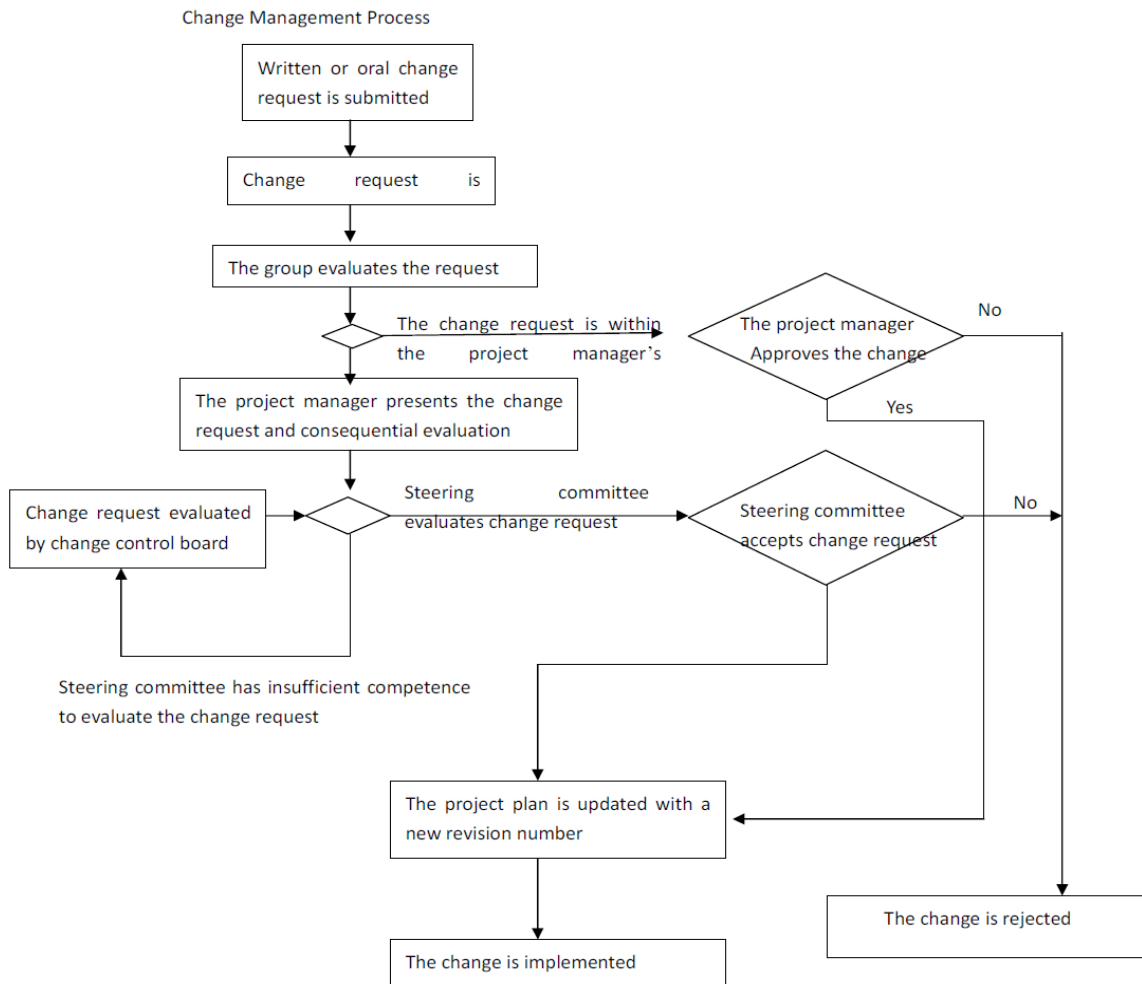 Change Management Process
Written or oral change
request is submitted
Change request is
The group evaluates the request
The change request is within
the project manager's
The project manager
Approves the change
No
Yes
The project manager presents the change
request and consequential evaluation
Change request evaluated
by change control board
Steering committee
evaluates change request
Steering committee
accepts change request
No
Steering committee has insufficient competence
to evaluate the change request
The project plan is updated with a
new revision number
The change is rejected
The change is implemented